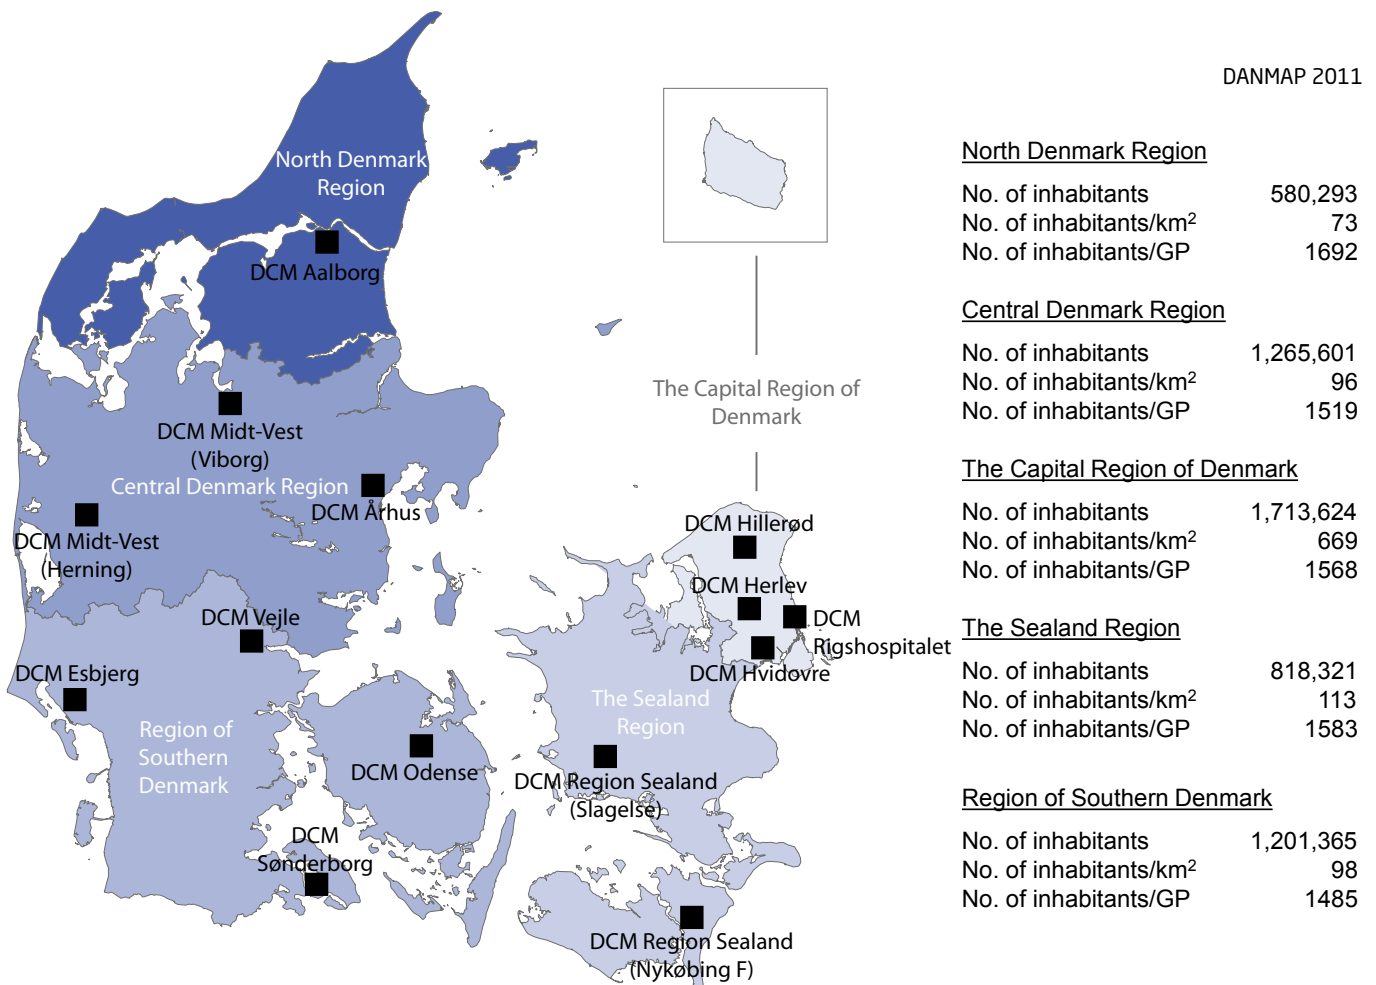 DANMAP 2011
North Denmark
Region
DCM Aalborg
The Capital Region of
Denmark
DCM Midt-Vest
(Viborg)
Central Denmark Region
DCM Århus
DCM Midt-Vest
(Herning)
DCM Hillerød
DCM Herlev
DCM
Rigshospitalet
DCM Hvidovre
DCM Vejle
DCM Esbjerg
Region of
Southern
Denmark
The Sealand
Region
DCM Odense
DCM Region Sealand
(Slagelse)
DCM
Sønderborg
DCM Region Sealand
(Nykøbing F)
North Denmark Region
No. of inhabitants 580,293
No. of inhabitants/km² 73
No. of inhabitants/GP 1692
Central Denmark Region
No. of inhabitants 1,265,601
No. of inhabitants/km² 96
No. of inhabitants/GP 1519
The Capital Region of Denmark
No. of inhabitants 1,713,624
No. of inhabitants/km² 669
No. of inhabitants/GP 1568
The Sealand Region
No. of inhabitants 818,321
No. of inhabitants/km² 113
No. of inhabitants/GP 1583
Region of Southern Denmark
No. of inhabitants 1,201,365
No. of inhabitants/km² 98
No. of inhabitants/GP 1485